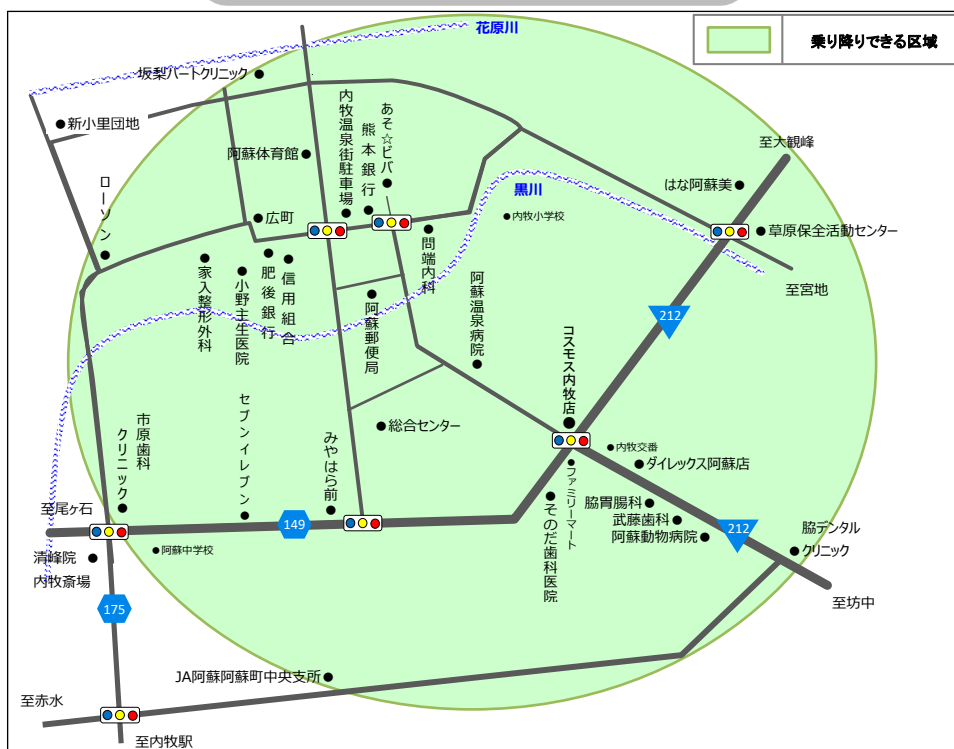 花原川
乗り降りできる区域
坂梨ハートクリニック
新小里団地
内牧温泉街駐車場
熊本銀行
あそ☆ビバ
阿蘇体育館
至大観峰
はな阿蘇美
黒川
ローソン
広町
内牧小学校
草原保全活動センター
問端内科
至宮地
家入整形外科
小野主生医院
肥後銀行
信用組合
阿蘇郵便局
阿蘇温泉病院
212
コスモス内牧店
市原歯科
クリニック
セブンイレブン
みやはら前
総合センター
内牧交番
ダイレックス阿蘇店
ファミリーマート
そのだ歯科医院
脇胃腸科
武藤歯科
阿蘇動物病院
212
脇デンタル
クリニック
至尾ヶ石
149
清峰院
内牧斎場
阿蘇中学校
175
至坊中
JA阿蘇阿蘇町中央支所
至赤水
至内牧駅